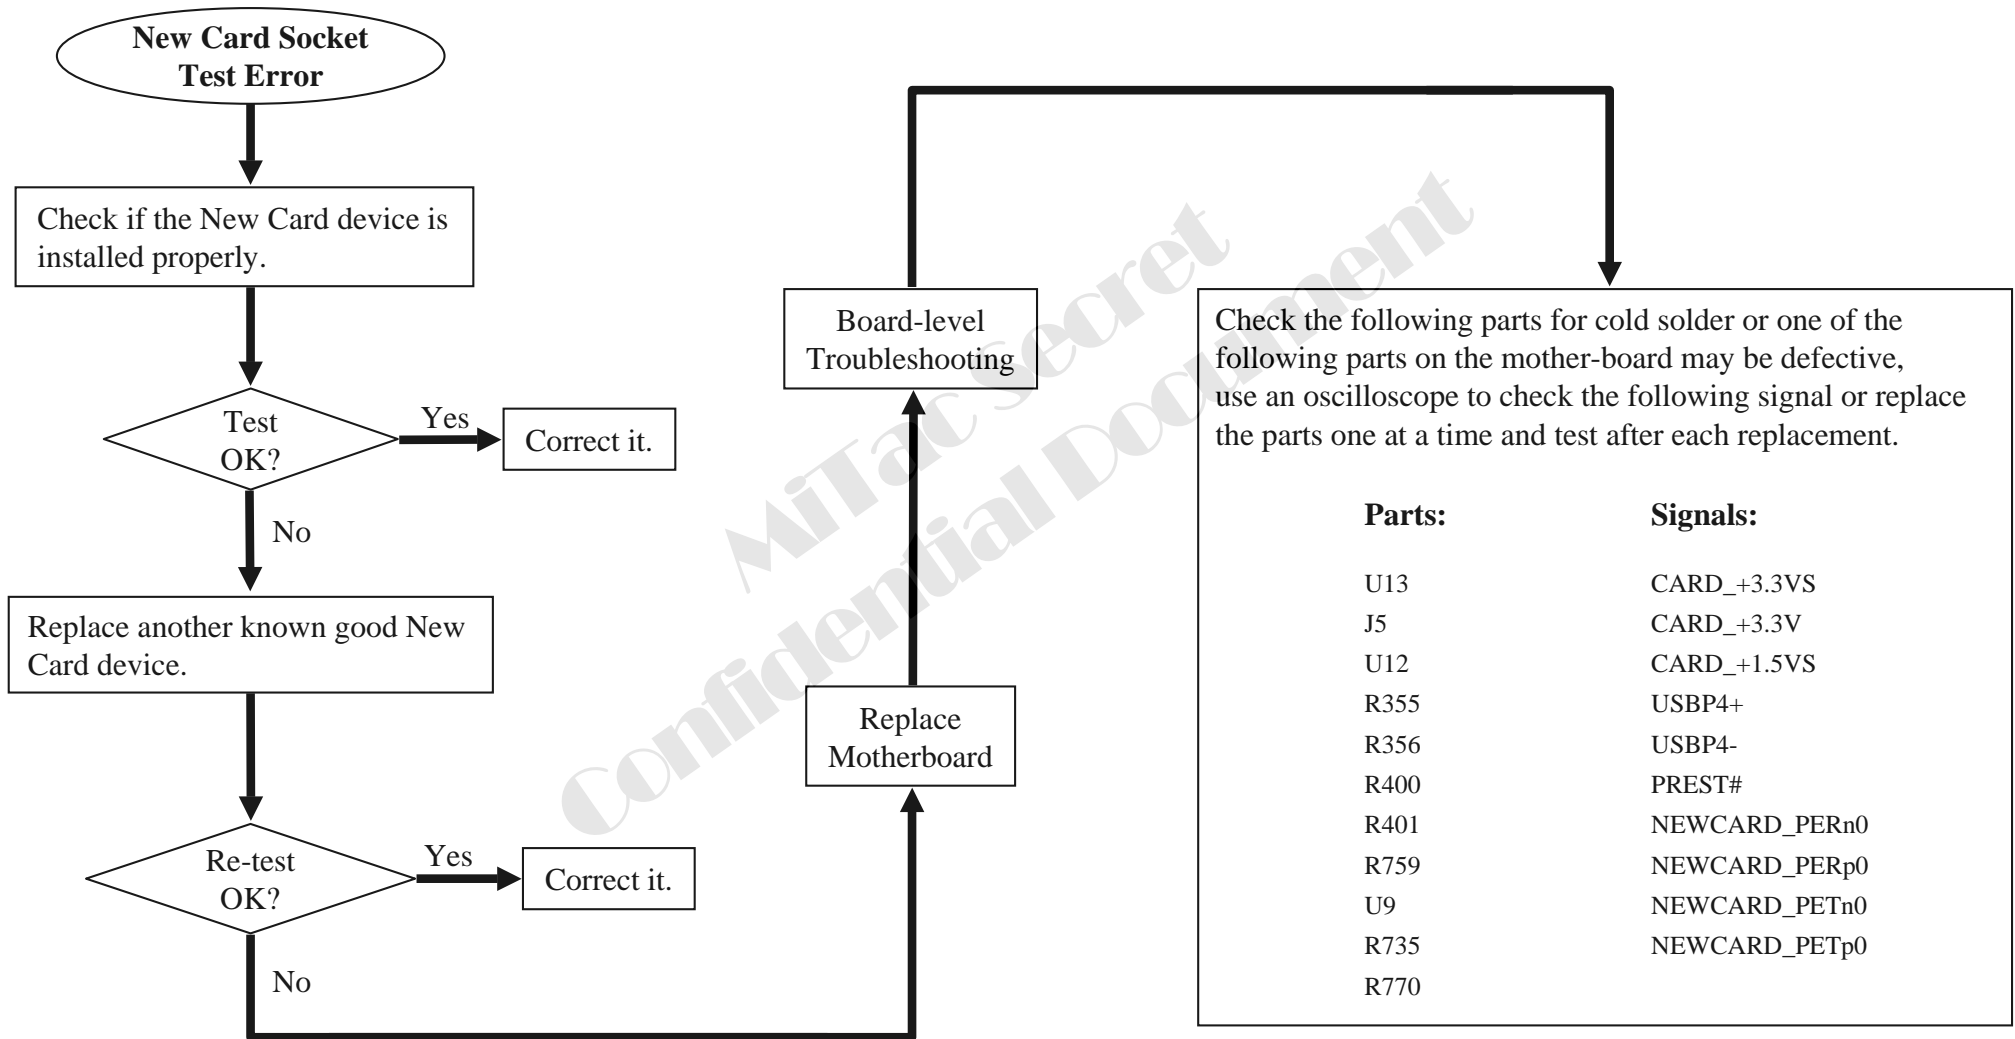 New Card Socket
Test Error
Check if the New Card device is
installed properly.
Test
OK?
Yes
Correct it.
No
Replace another known good New
Card device.
Re-test
OK?
Yes
Correct it.
No
Replace
Motherboard
Board-level
Troubleshooting
Check the following parts for cold solder or one of the
following parts on the mother-board may be defective,
use an oscilloscope to check the following signal or replace
the parts one at a time and test after each replacement.
Parts:
U13
J5
U12
R355
R356
R400
R401
R759
U9
R735
R770
Signals:
CARD_+3.3VS
CARD_+3.3V
CARD_+1.5VS
USBP4+
USBP4-
PREST#
NEWCARD_PERn0
NEWCARD_PERp0
NEWCARD_PETn0
NEWCARD_PETp0
MiTac Secret
Confidential Document